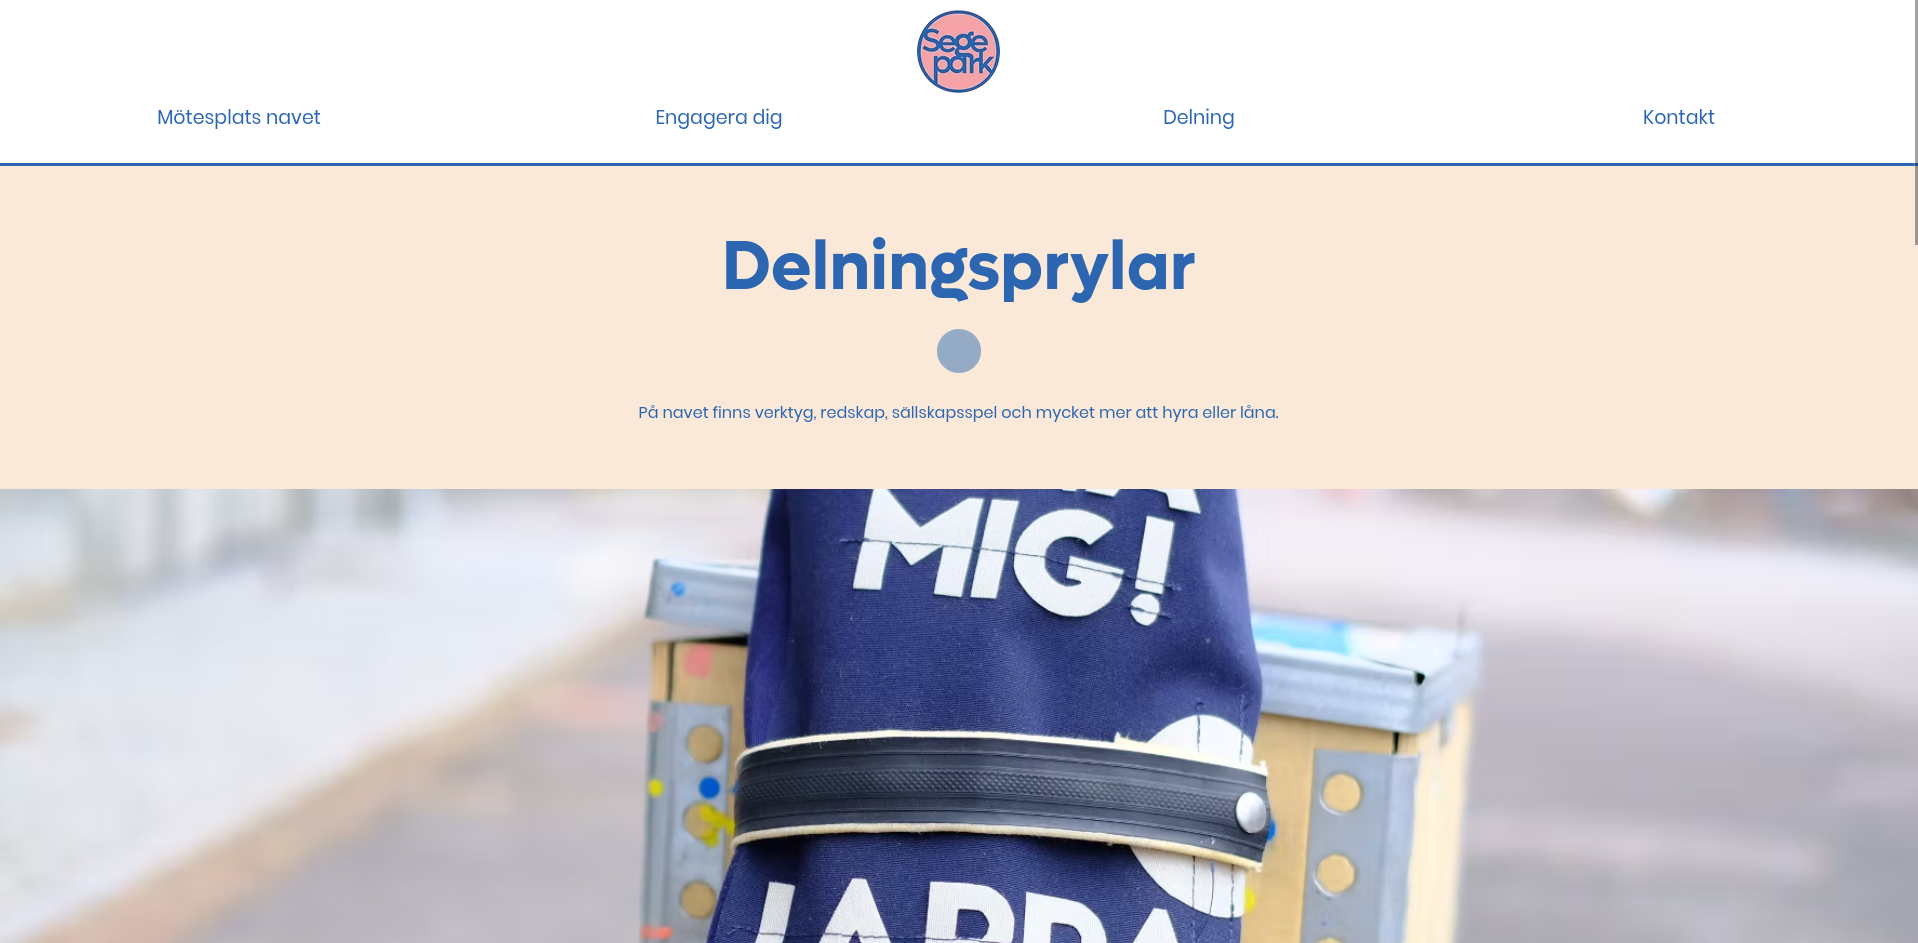 Sege
park
Mötesplats navet
Engagera dig
Delning
Kontakt
Delningsprylar
På navet finns verktyg, redskap, sällskapsspel och mycket mer att hyra eller låna.
MIG!